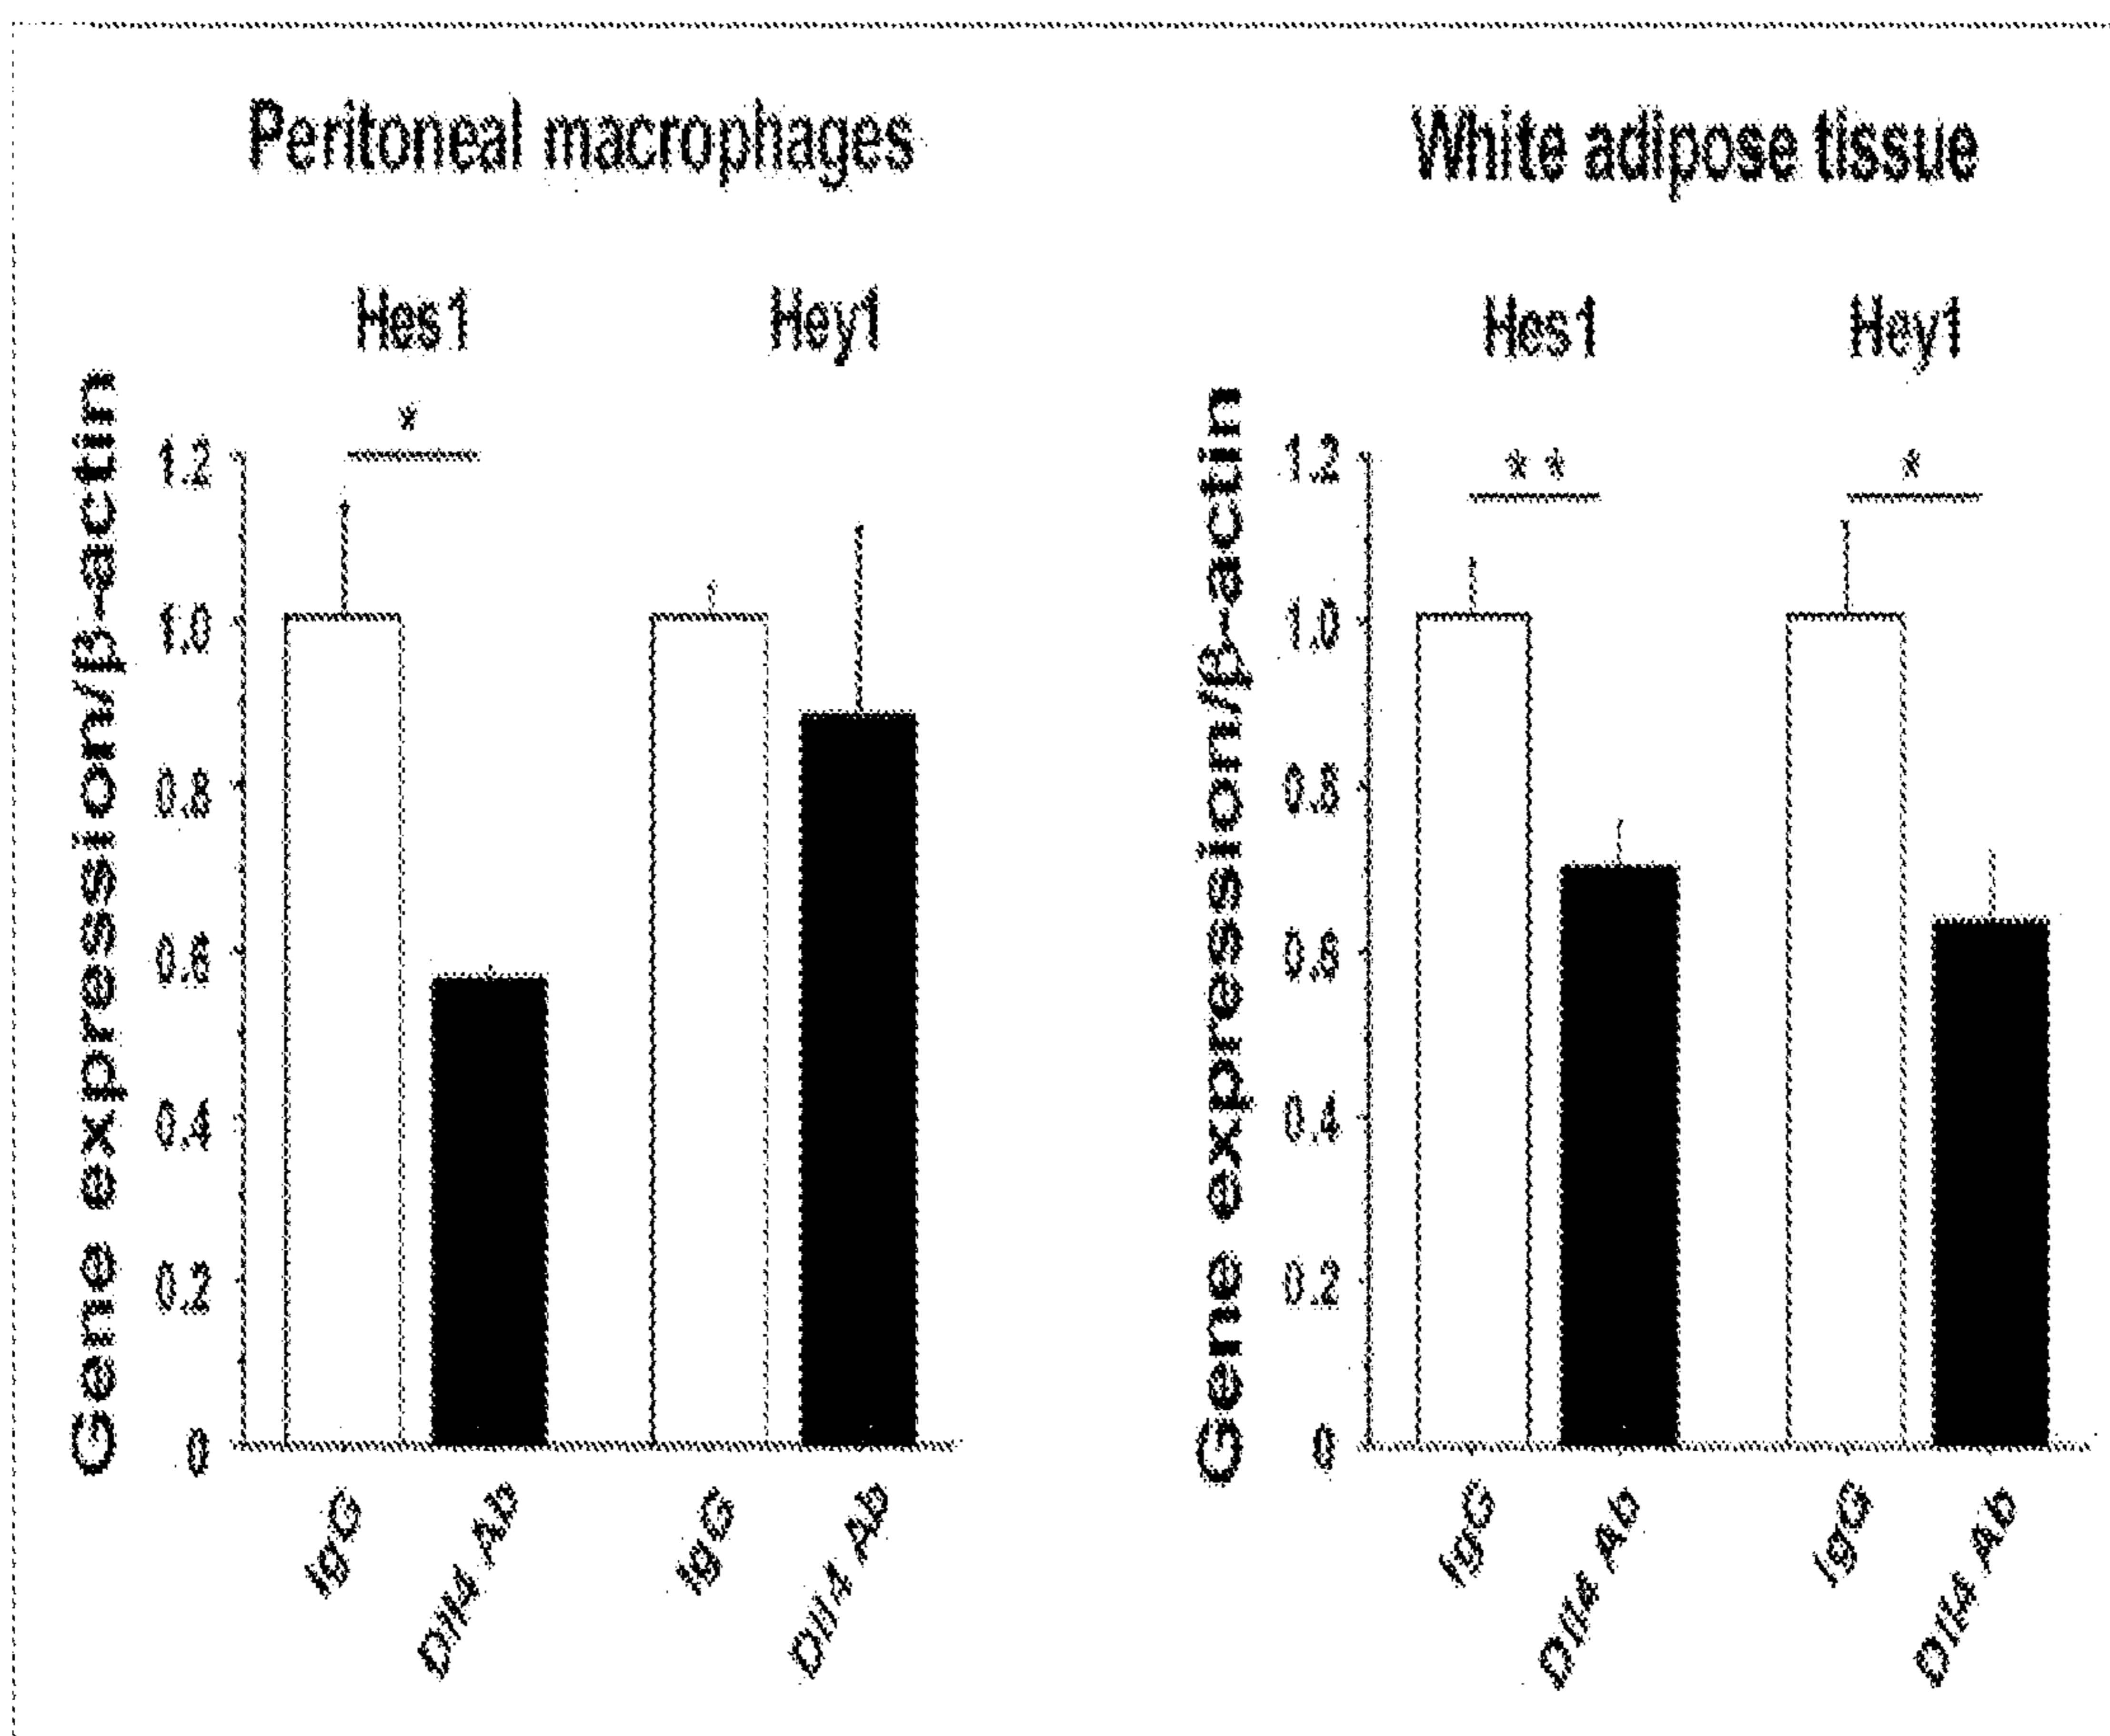 Peritoneal macrophages
Hes1 Hey1
Gene expression/β-actin
*
1.2
1.0
0.8
0.6
0.4
0.2
0
IgG
Dll4 Ab
IgG
Dll4 Ab
White adipose tissue
Hes1 Hey1
Gene expression/β-actin
** *
1.2
1.0
0.8
0.6
0.4
0.2
0
IgG
Dll4 Ab
IgG
Dll4 Ab